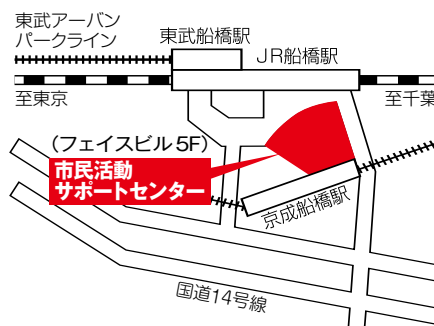 東武アーバン
パークライン
東武船橋駅
JR船橋駅
至東京
至千葉
(フェイスビル5F)
市民活動
サポートセンター
京成船橋駅
国道14号線